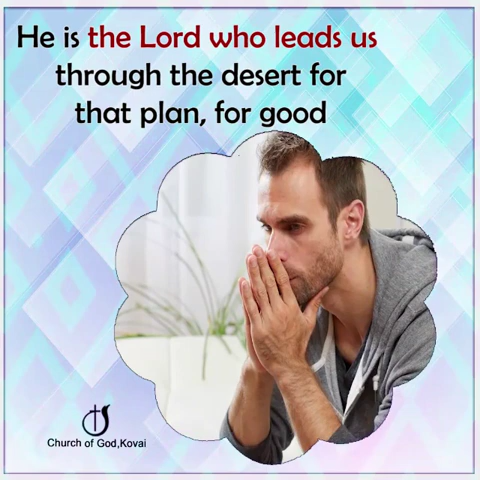 He is the Lord who leads us
through the desert for
that plan, for good
Church of God,Kovai